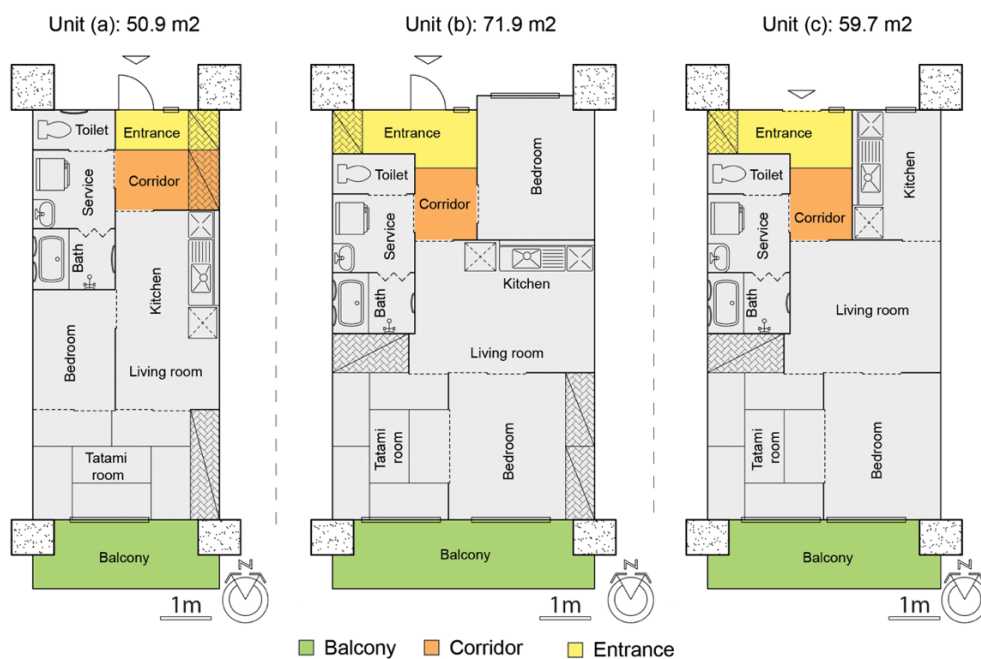 Unit (a): 50.9 m2
Toilet
Entrance
Service
Corridor
Bath
Kitchen
Bedroom
Living room
Tatami
room
Balcony
N
1m
Unit (b): 71.9 m2
Entrance
Bedroom
Toilet
Corridor
Service
Kitchen
Bath
Living room
Tatami
room
Bedroom
Balcony
N
1m
Unit (c): 59.7 m2
Entrance
Kitchen
Toilet
Corridor
Service
Bath
Living room
Tatami
room
Bedroom
Balcony
N
1m
Balcony
Corridor
Entrance